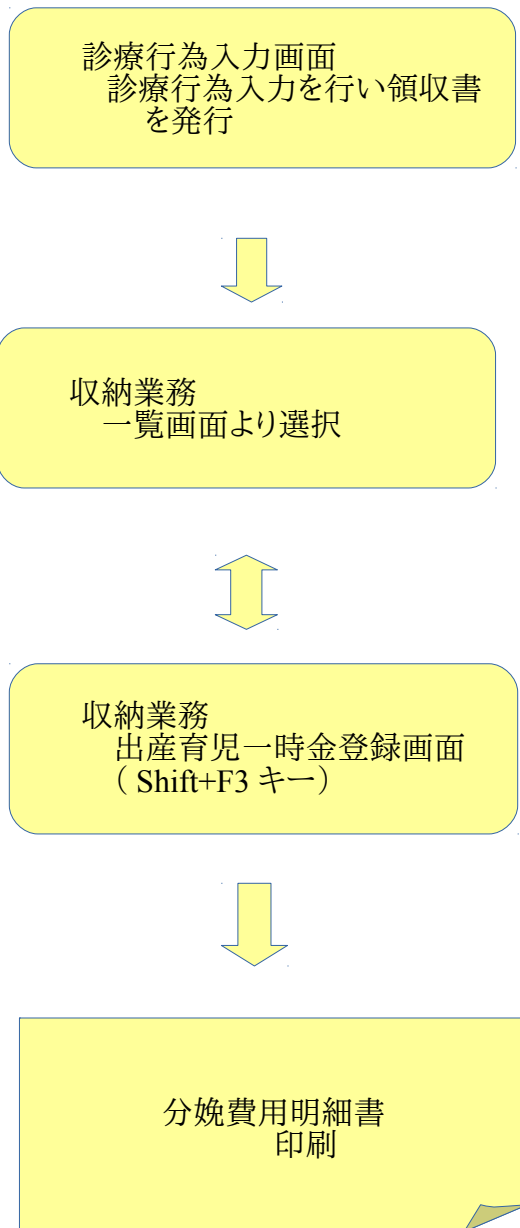 診療行為入力画面
診療行為入力を行い領収書
を発行
収納業務
一覧画面より選択
収納業務
出産育児一時金登録画面
（ Shift+F3 キー）
分娩費用明細書
印刷